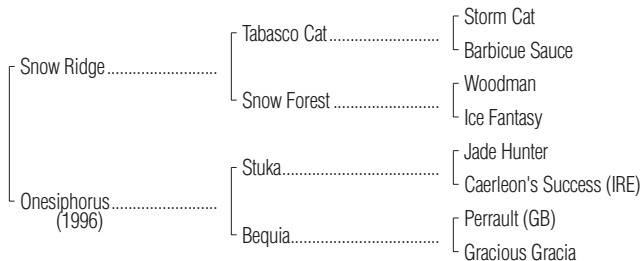 Storm Cat
Tabasco Cat..........................
Barbicue Sauce
Snow Ridge..........................
Woodman
Snow Forest..........................
Ice Fantasy
Jade Hunter
Stuka.....................................
Caerleon's Success (IRE)
Onesiphorus.........................
(1996)
Perrault (GB)
Bequia...................................
Gracious Gracia